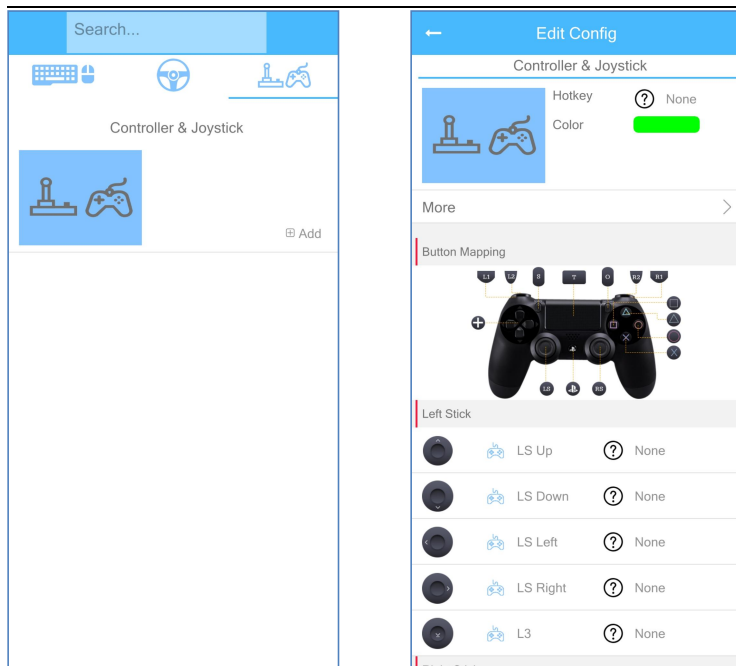 Search...
Controller & Joystick
Add
Edit Config
Controller & Joystick
Hotkey ? None
Color
More
Button Mapping
L1 L2 S T O R2 R1
LS RS
Left Stick
LS Up ? None
LS Down ? None
LS Left ? None
LS Right ? None
L3 ? None